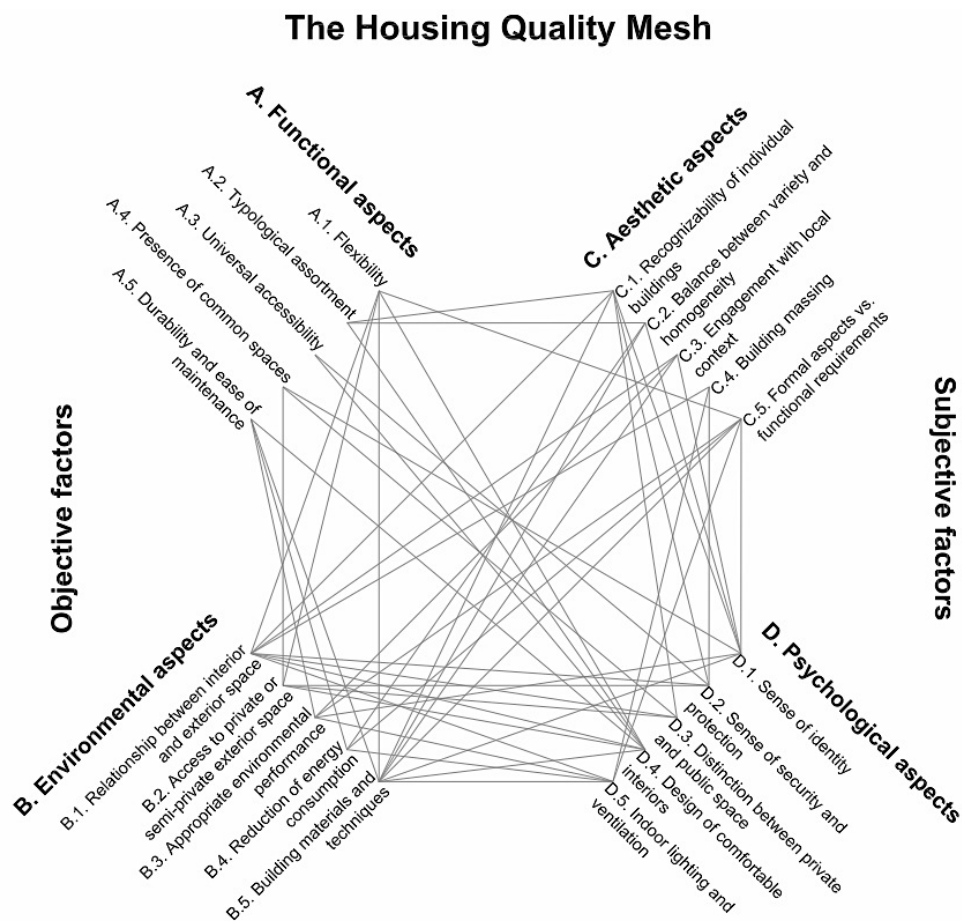 The Housing Quality Mesh
A. Functional aspects
A.1. Flexibility
A.2. Typological assortment
A.3. Universal accessibility
A.4. Presence of common spaces
A.5. Durability and ease of
maintenance
C. Aesthetic aspects
C.1. Recognizability of individual
buildings
C.2. Balance between variety and
homogeneity
C.3. Engagement with local
context
C.4. Building massing
C.5. Formal aspects vs.
functional requirements
Objective factors
Subjective factors
B. Environmental aspects
B.1. Relationship between interior
and exterior space
B.2. Access to private or
semi-private exterior space
B.3. Appropriate environmental
performance
B.4. Reduction of energy
consumption
B.5. Building materials and
techniques
D. Psychological aspects
D.1. Sense of identity
D.2. Sense of security and
protection
D.3. Distinction between private
and public space
D.4. Design of comfortable
interiors
D.5. Indoor lighting and
ventilation